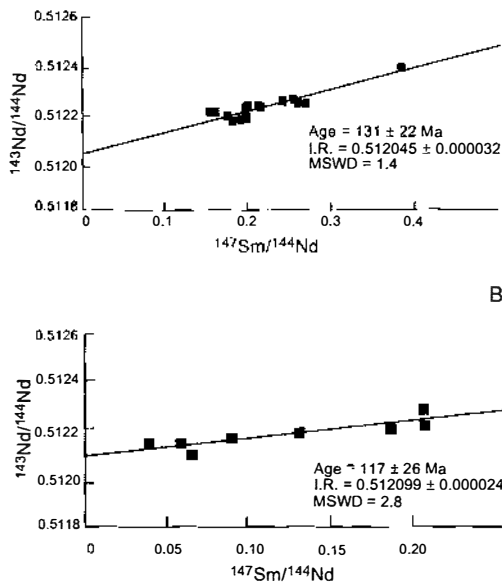 0.5126
0.5124
0.5122
0.5120
0.5118
143Nd/144Nd
Age = 131 ± 22 Ma
I.R. = 0.512045 ± 0.000032
MSWD = 1.4
0 0.1 0.2 0.3 0.4
147Sm/144Nd
B
0.5126
0.5124
0.5122
0.5120
0.5118
143Nd/144Nd
Age = 117 ± 26 Ma
I.R. = 0.512099 ± 0.000024
MSWD = 2.8
0 0.05 0.10 0.15 0.20
147Sm/144Nd